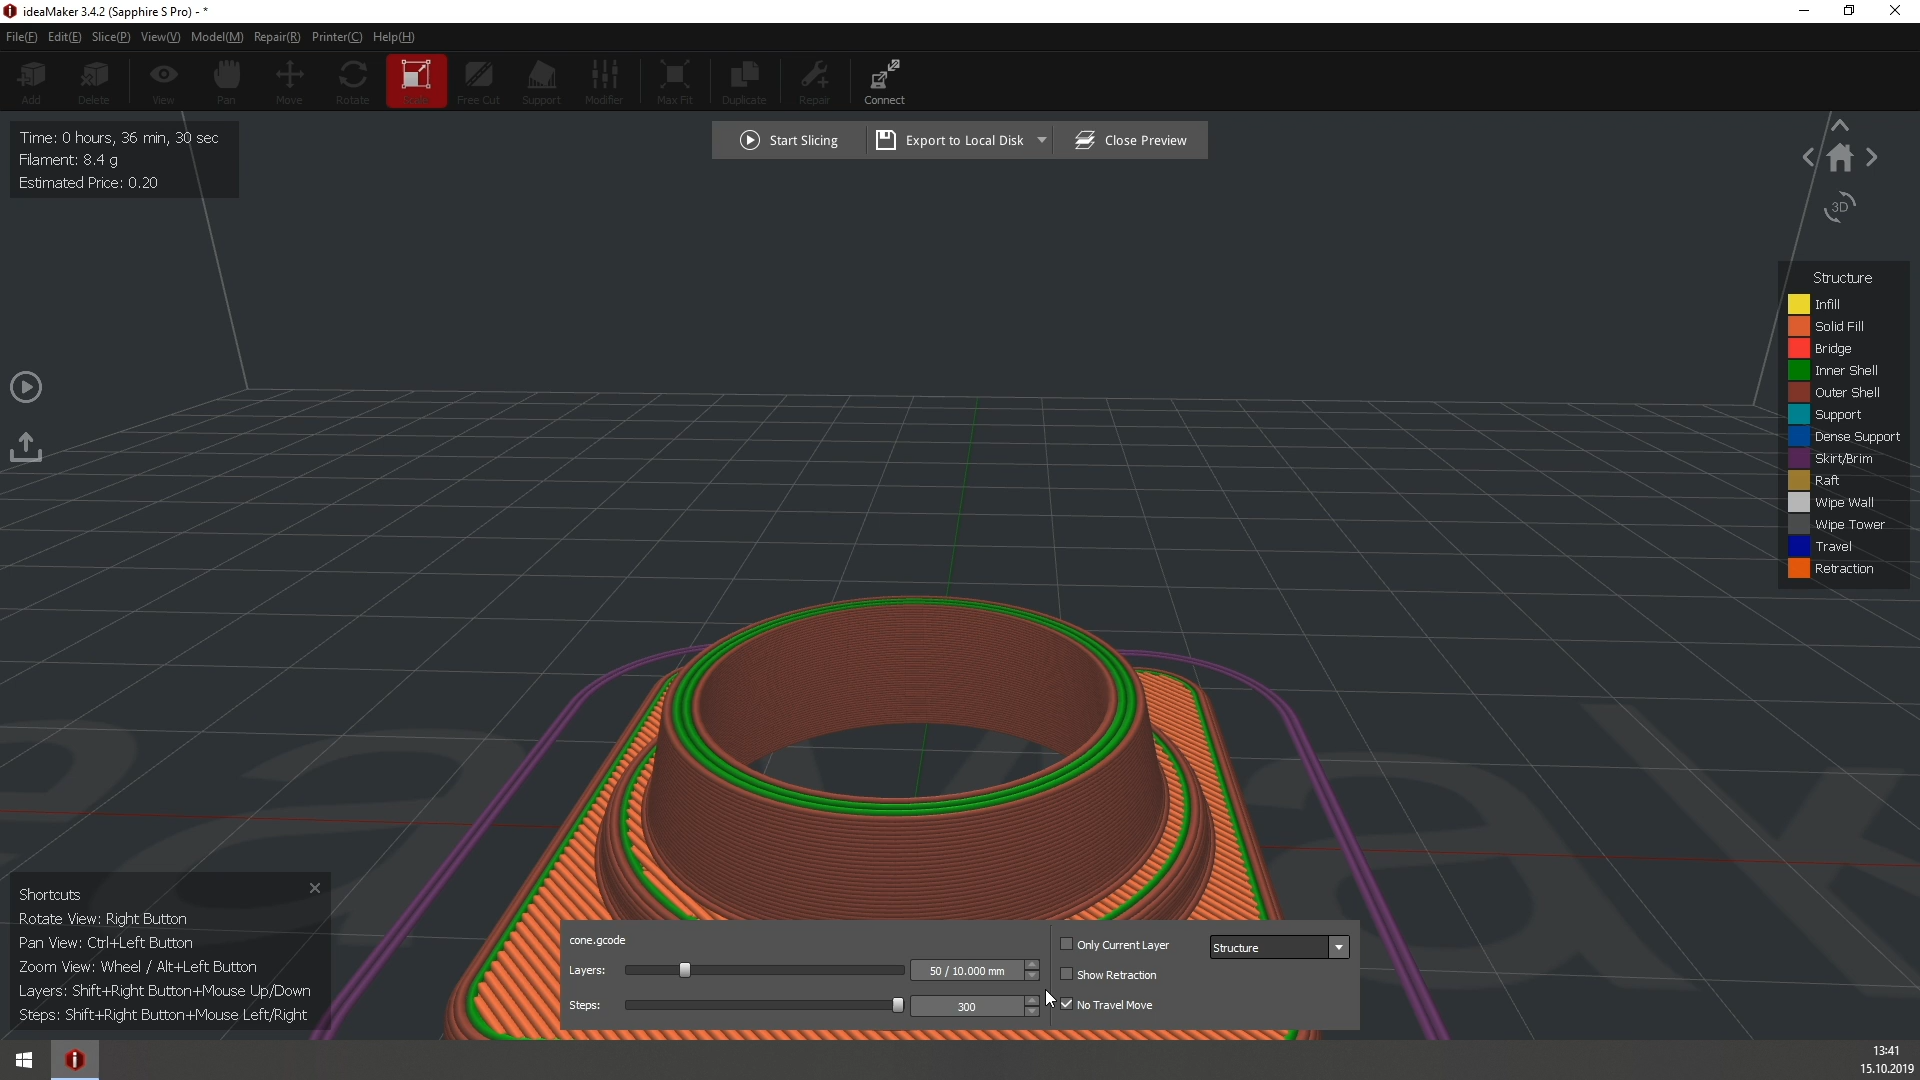 ideaMaker 3.4.2 (Sapphire S Pro) - *
File(F) Edit(E) Slice(P) View(V) Model(M) Repair(R) Printer(C) Help(H)
Add Delete View Pan Move Rotate Scale Free Cut Support Modifier Max Fit Duplicate Repair Connect
Time: 0 hours, 36 min, 30 sec
Filament: 8.4 g
Estimated Price: 0.20
Start Slicing Export to Local Disk Close Preview
3D
Structure
Infill
Solid Fill
Bridge
Inner Shell
Outer Shell
Support
Dense Support
Skirt/Brim
Raft
Wipe Wall
Wipe Tower
Travel
Retraction
Shortcuts
Rotate View: Right Button
Pan View: Ctrl+Left Button
Zoom View: Wheel / Alt+Left Button
Layers: Shift+Right Button+Mouse Up/Down
Steps: Shift+Right Button+Mouse Left/Right
cone.gcode
Layers: 50 / 10.000 mm
Steps: 300
Only Current Layer
Show Retraction
No Travel Move
Structure
13:41
15.10.2019